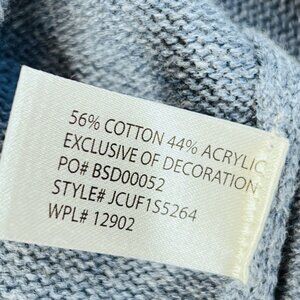 56% COTTON 44% ACRYLIC
EXCLUSIVE OF DECORATION
PO# BSD00052
STYLE# JCUF1S5264
WPL# 12902